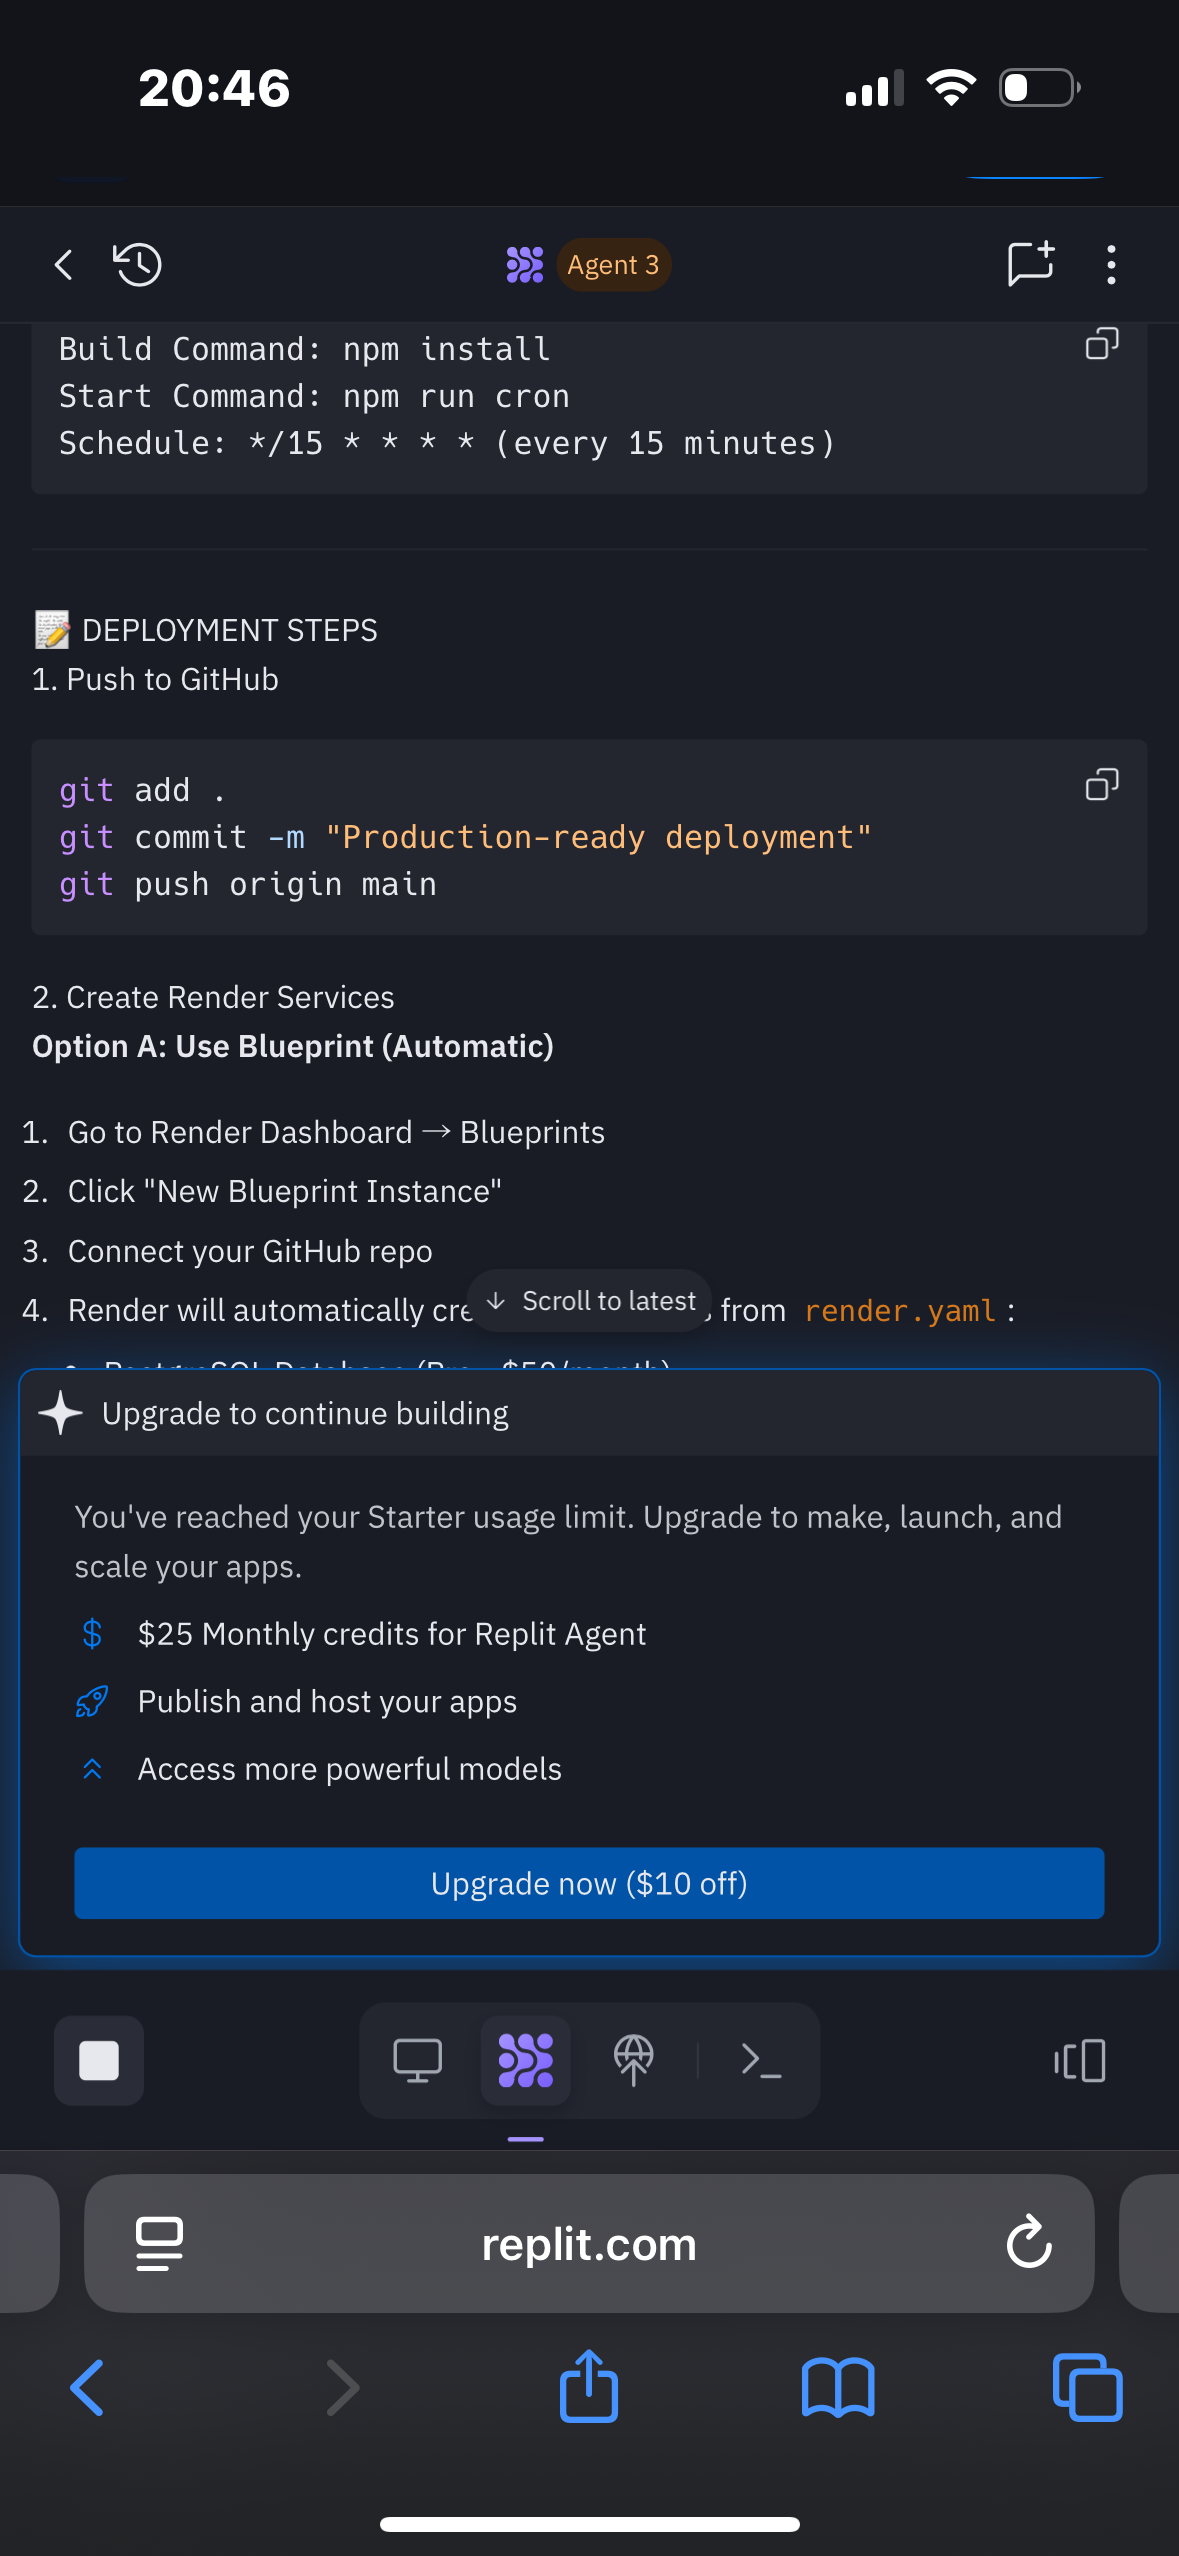 20:46
Agent 3
Build Command: npm install
Start Command: npm run cron
Schedule: */15 * * * * (every 15 minutes)
📝 DEPLOYMENT STEPS
1. Push to GitHub
git add .
git commit -m "Production-ready deployment"
git push origin main
2. Create Render Services
Option A: Use Blueprint (Automatic)
1. Go to Render Dashboard → Blueprints
2. Click "New Blueprint Instance"
3. Connect your GitHub repo
4. Render will automatically from render.yaml :
↓ Scroll to latest
PostgreSQL Database (Pro - $50/month)
Upgrade to continue building
You've reached your Starter usage limit. Upgrade to make, launch, and
scale your apps.
$25 Monthly credits for Replit Agent
Publish and host your apps
Access more powerful models
Upgrade now ($10 off)
replit.com